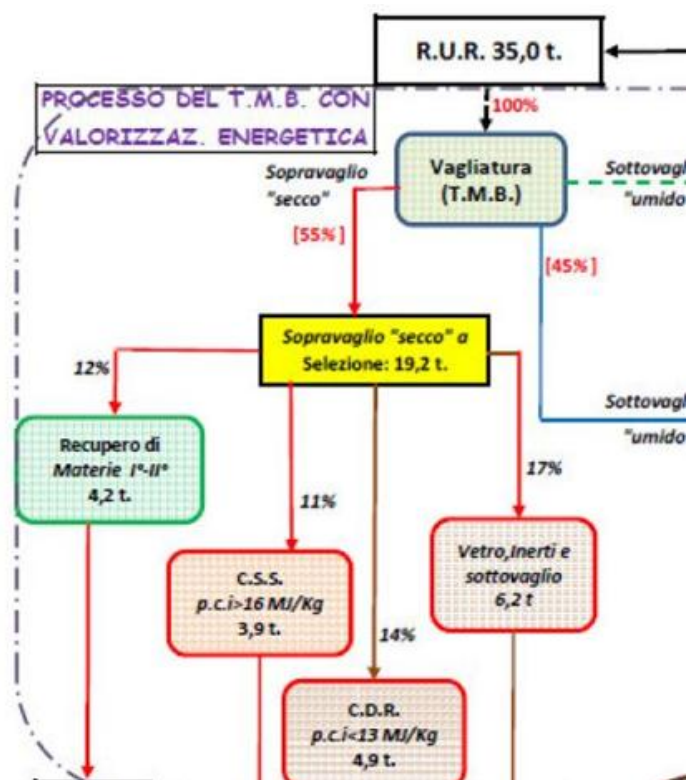 R.U.R. 35,0 t.
PROCESSO DEL T.M.B. CON
VALORIZZAZ. ENERGETICA
100%
Vagliatura
(T.M.B.)
Sopravaglio
"secco"
[55%]
Sottovagl
"umido
[45%]
Sopravaglio "secco" a
Selezione: 19,2 t.
12%
Sottovagl
"umido
Recupero di
Materie I°-II°
4,2 t.
11%
17%
C.S.S.
p.c.i>16 MJ/Kg
3,9 t.
Vetro,Inerti e
sottovaglio
6,2 t
14%
C.D.R.
p.c.i<13 MJ/Kg
4,9 t.